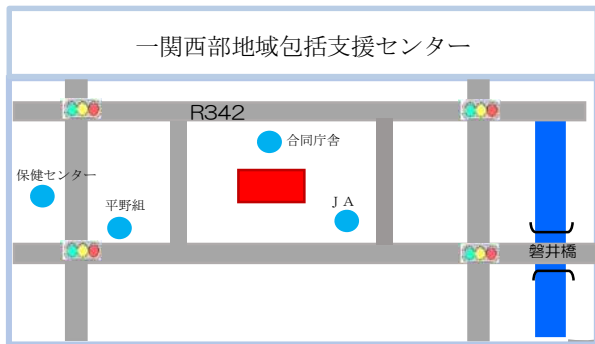 一関西部地域包括支援センター
R342
合同庁舎
保健センター
平野組
ＪＡ
磐井橋